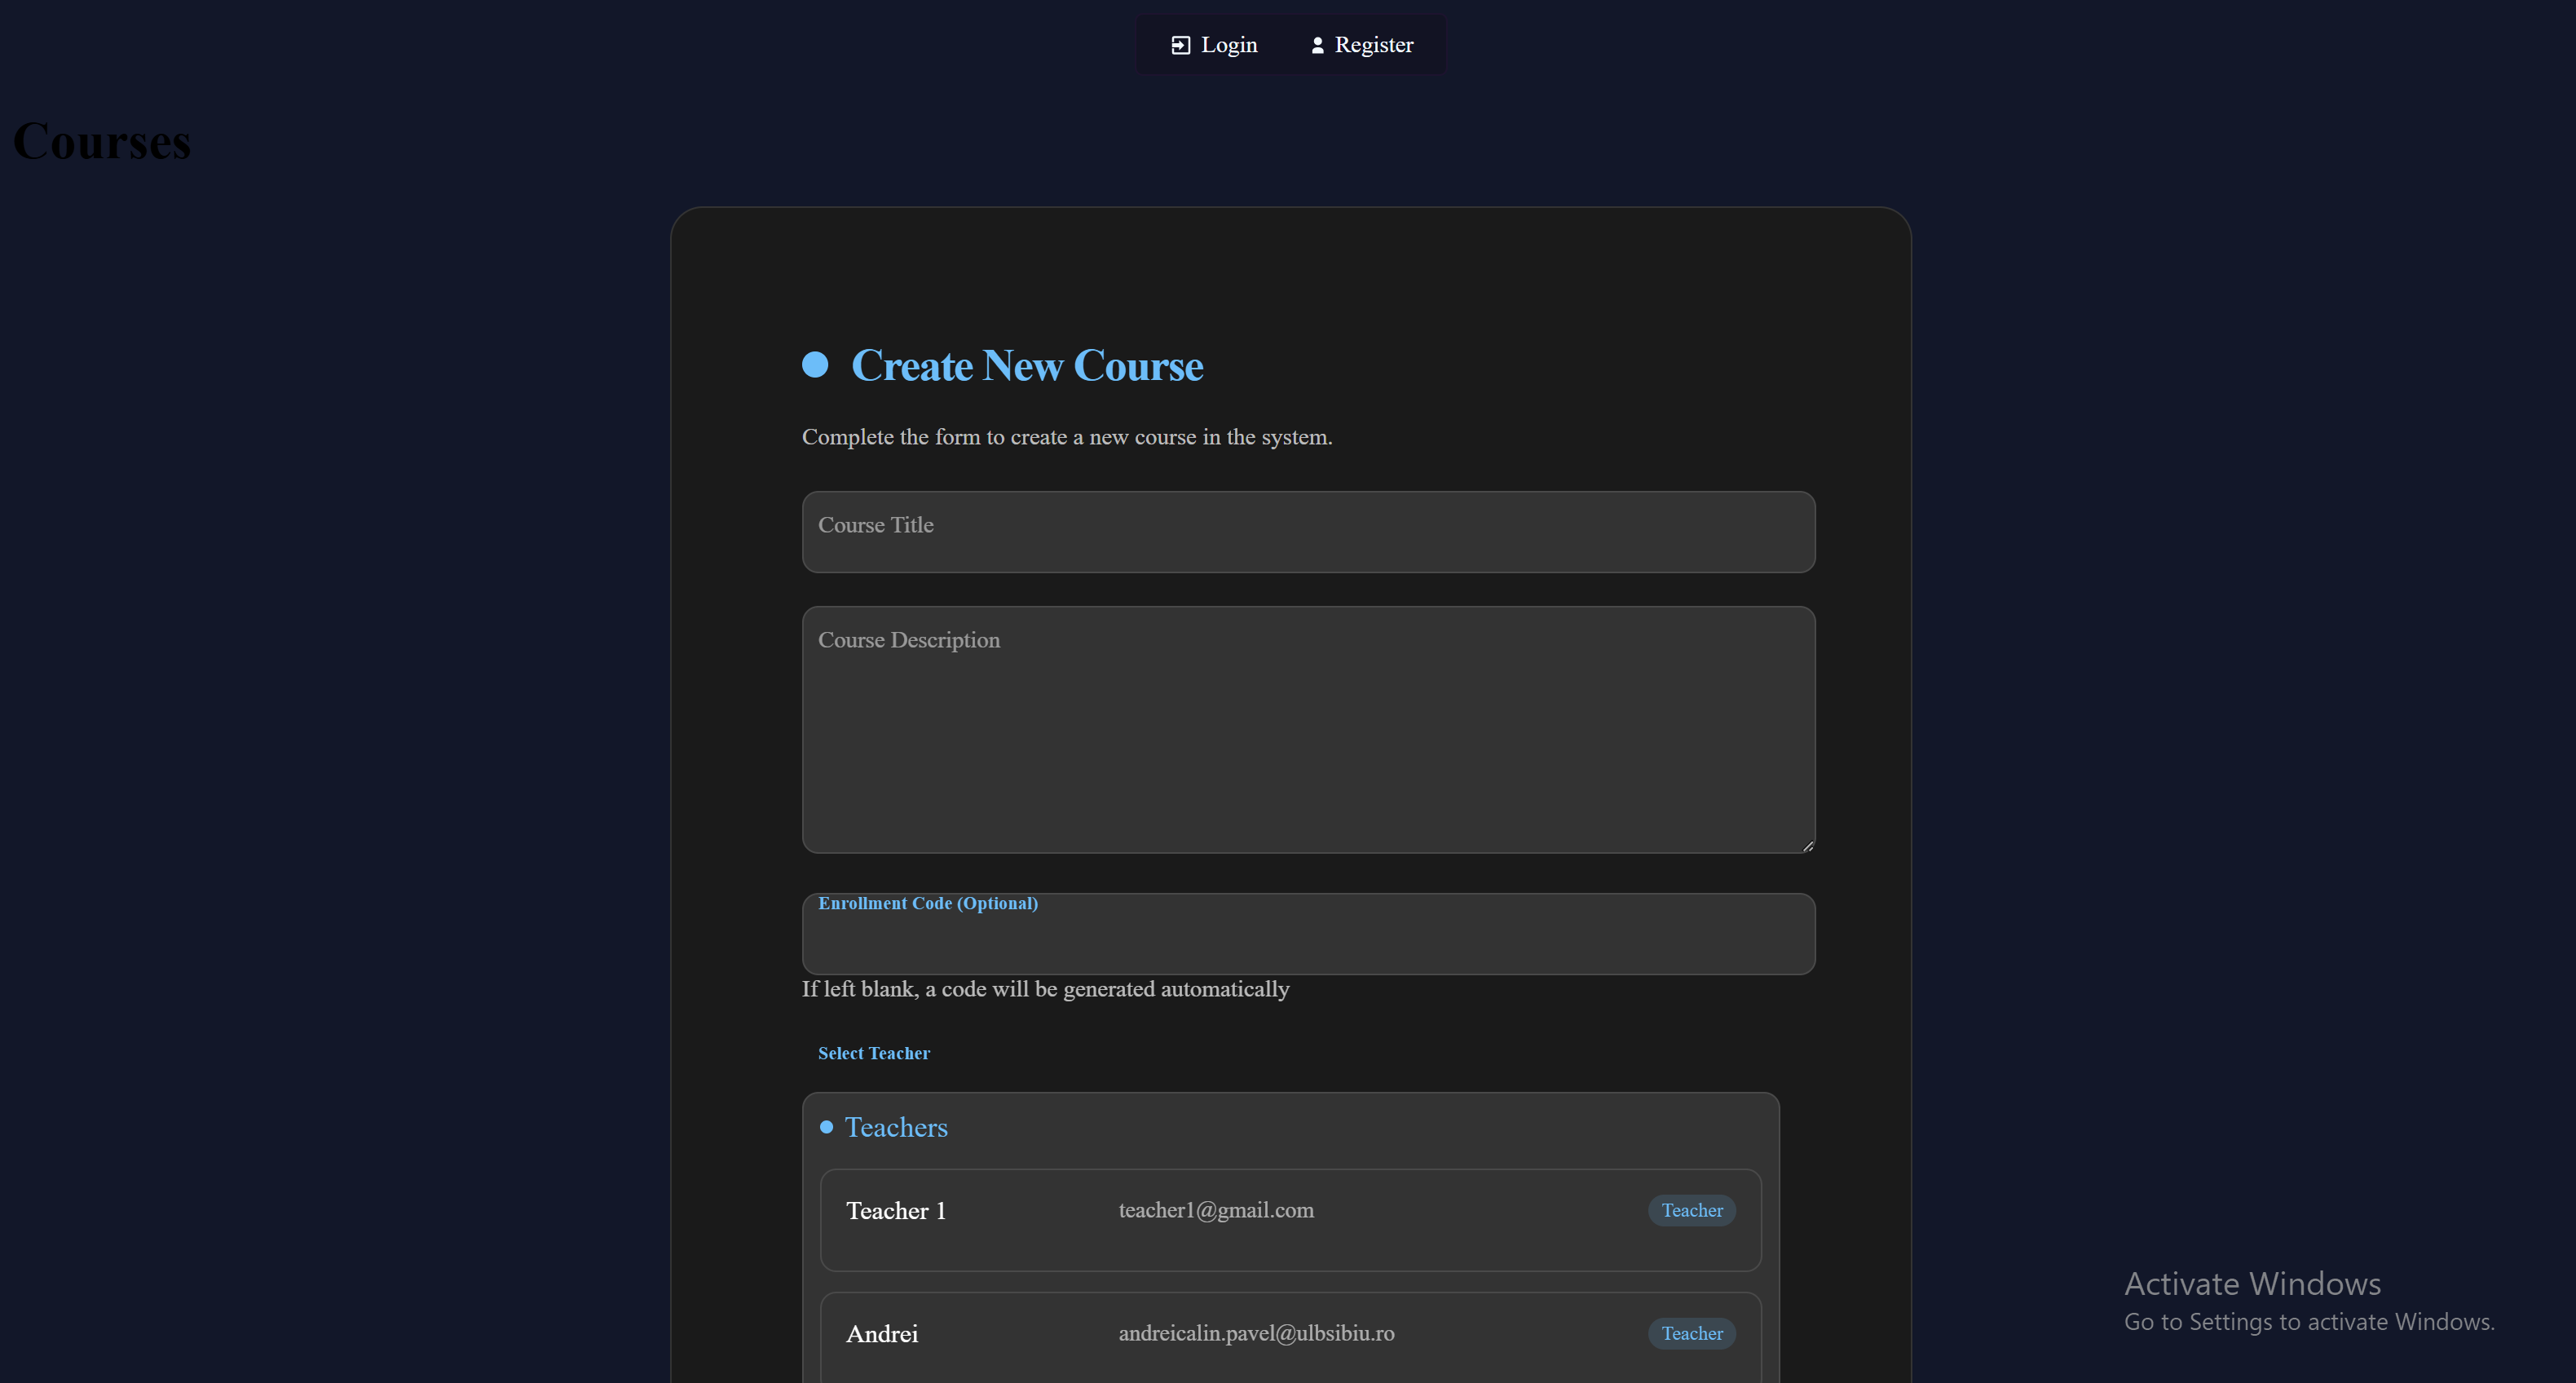 Login Register
Courses
Create New Course
Complete the form to create a new course in the system.
Course Title
Course Description
Enrollment Code (Optional)
If left blank, a code will be generated automatically
Select Teacher
Teachers
Teacher 1 teacher1@gmail.com Teacher
Andrei andreicalin.pavel@ulbsibiu.ro Teacher
Activate Windows
Go to Settings to activate Windows.